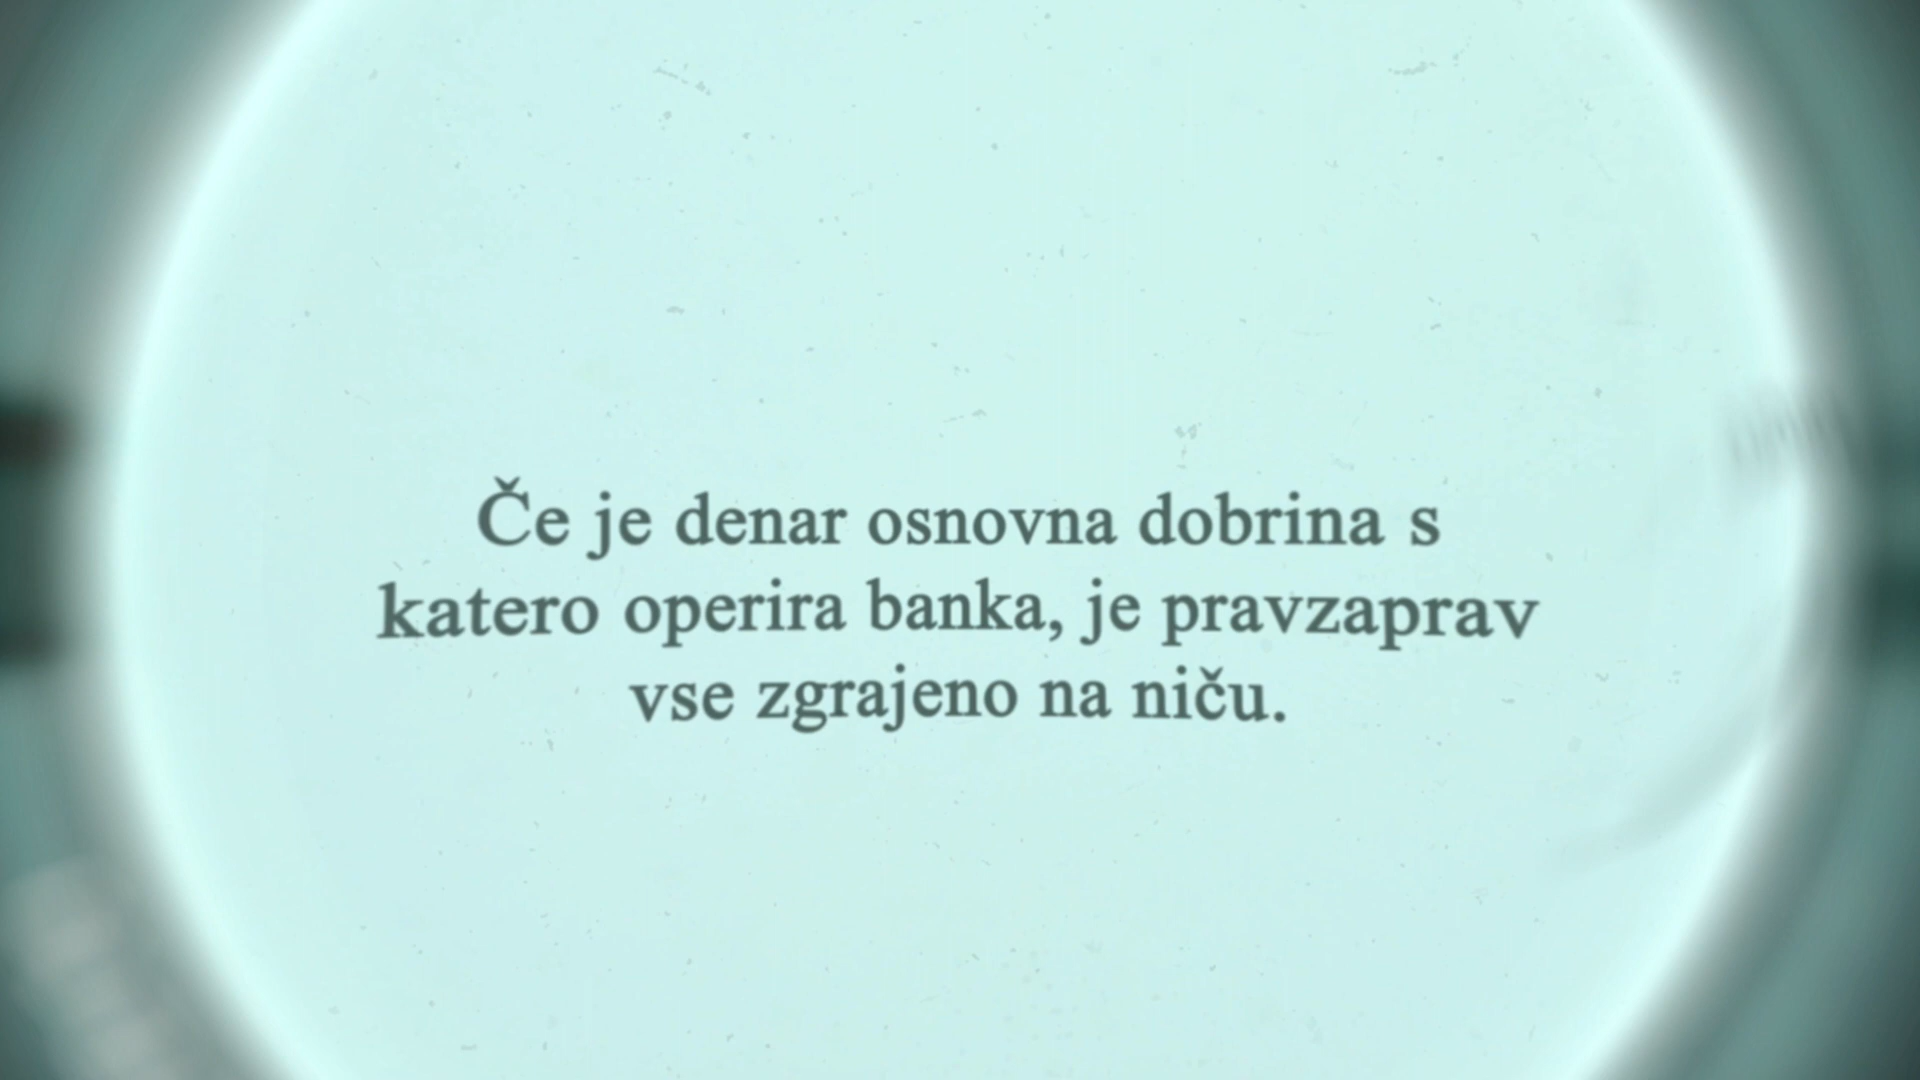 Če je denar osnovna dobrina s
katero operira banka, je pravzaprav
vse zgrajeno na niču.